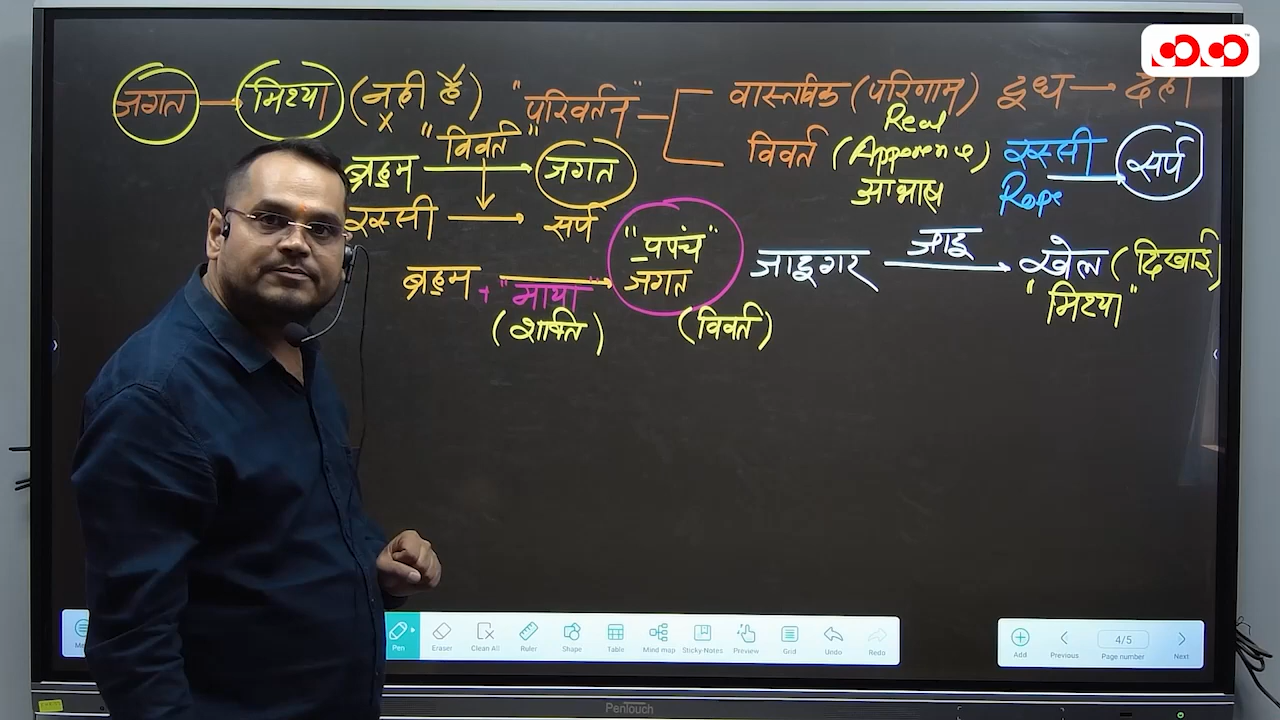 जगत → मिथ्या (नही है) "परिवर्तन" वास्तविक (परिणाम) दूध → दही
x Real
"विवर्त" विवर्त (Apperence) रस्सी → सर्प
ब्रह्म → जगत आभाष Rope
रस्सी → सर्प
"प्रपंच" जादूगर जादू → खेल (दिखाई)
ब्रह्म + "माया" → जगत "मिथ्या"
(शक्ति) (विवर्त)
Pen Eraser Clean All Ruler Shape Table Mind map Sticky-Notes Preview Grid Undo Redo
4/5
Add Previous Page number Next
PenTouch